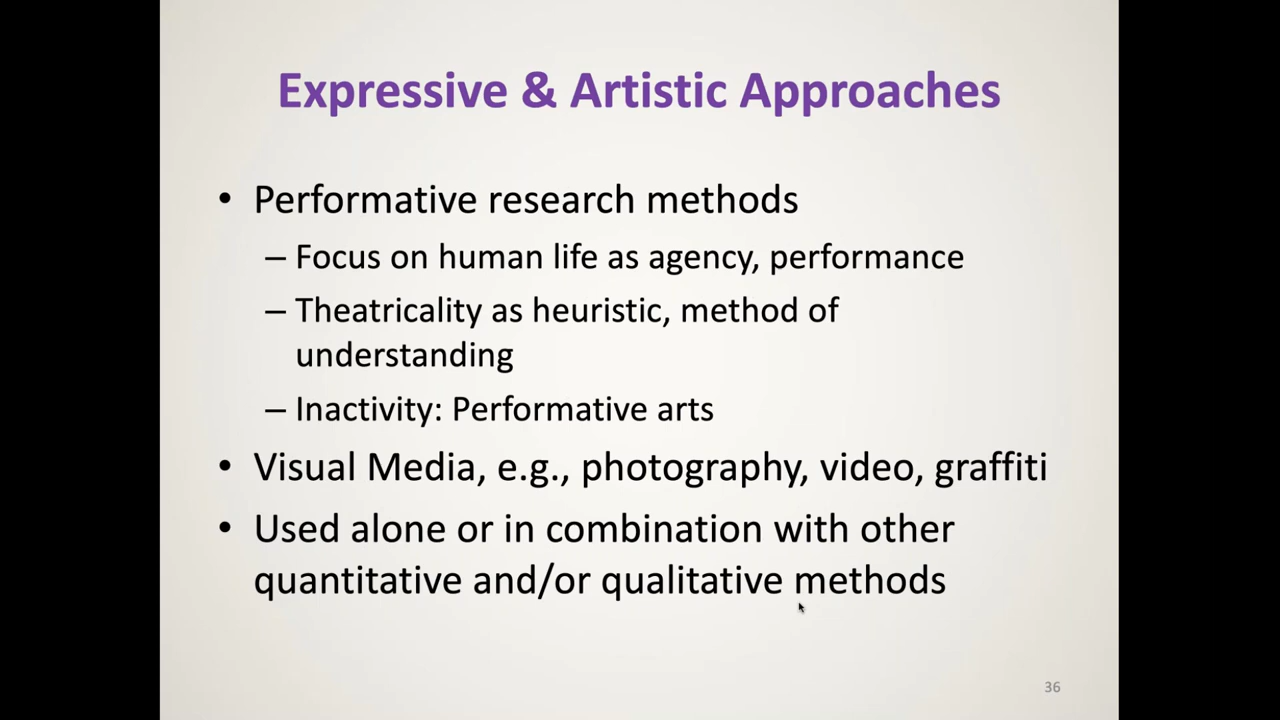 Expressive & Artistic Approaches
• Performative research methods
– Focus on human life as agency, performance
– Theatricality as heuristic, method of
understanding
– Inactivity: Performative arts
• Visual Media, e.g., photography, video, graffiti
• Used alone or in combination with other
quantitative and/or qualitative methods
36